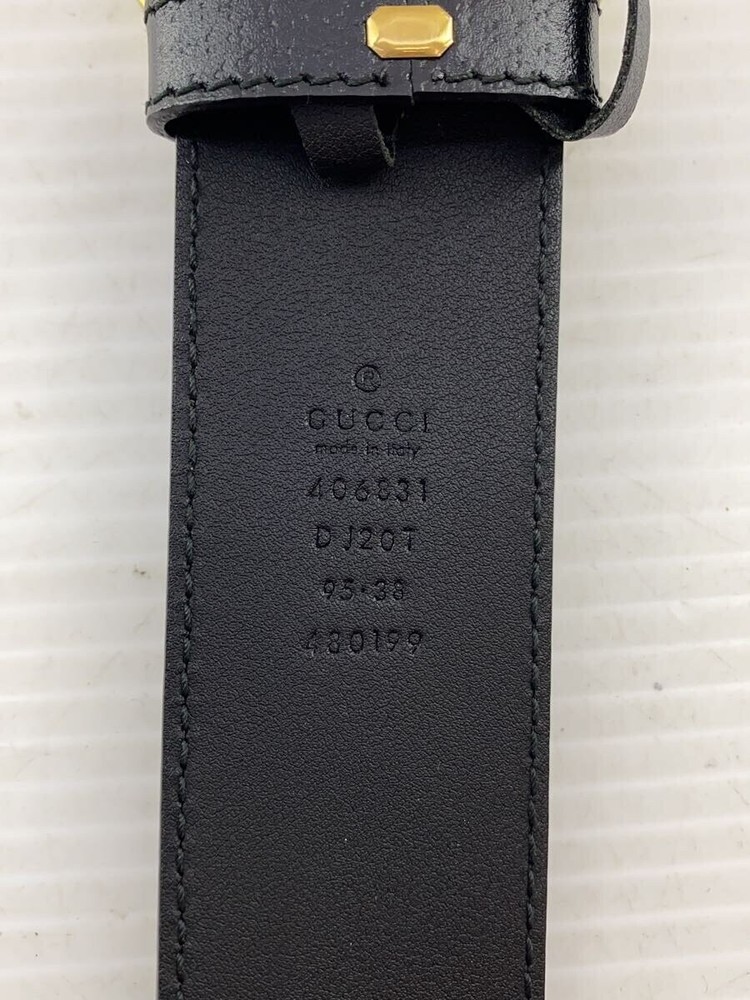 ®
GUCCI
made in italy
406831
DJ20T
95·38
480199